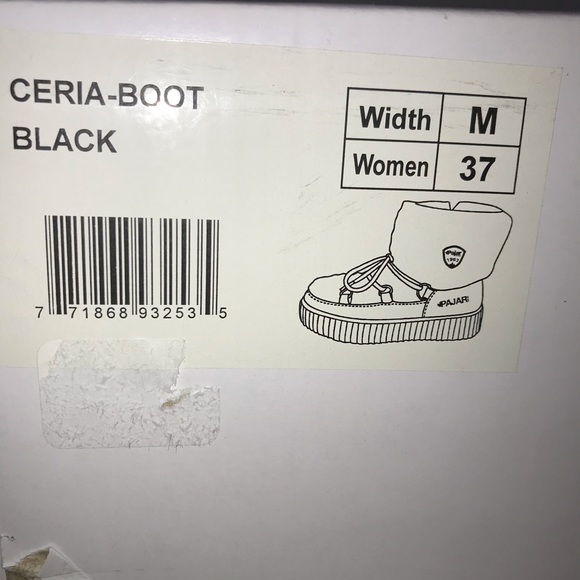 CERIA-BOOT
BLACK
Width M
Women 37
7 71868 93253 5
PAJAR